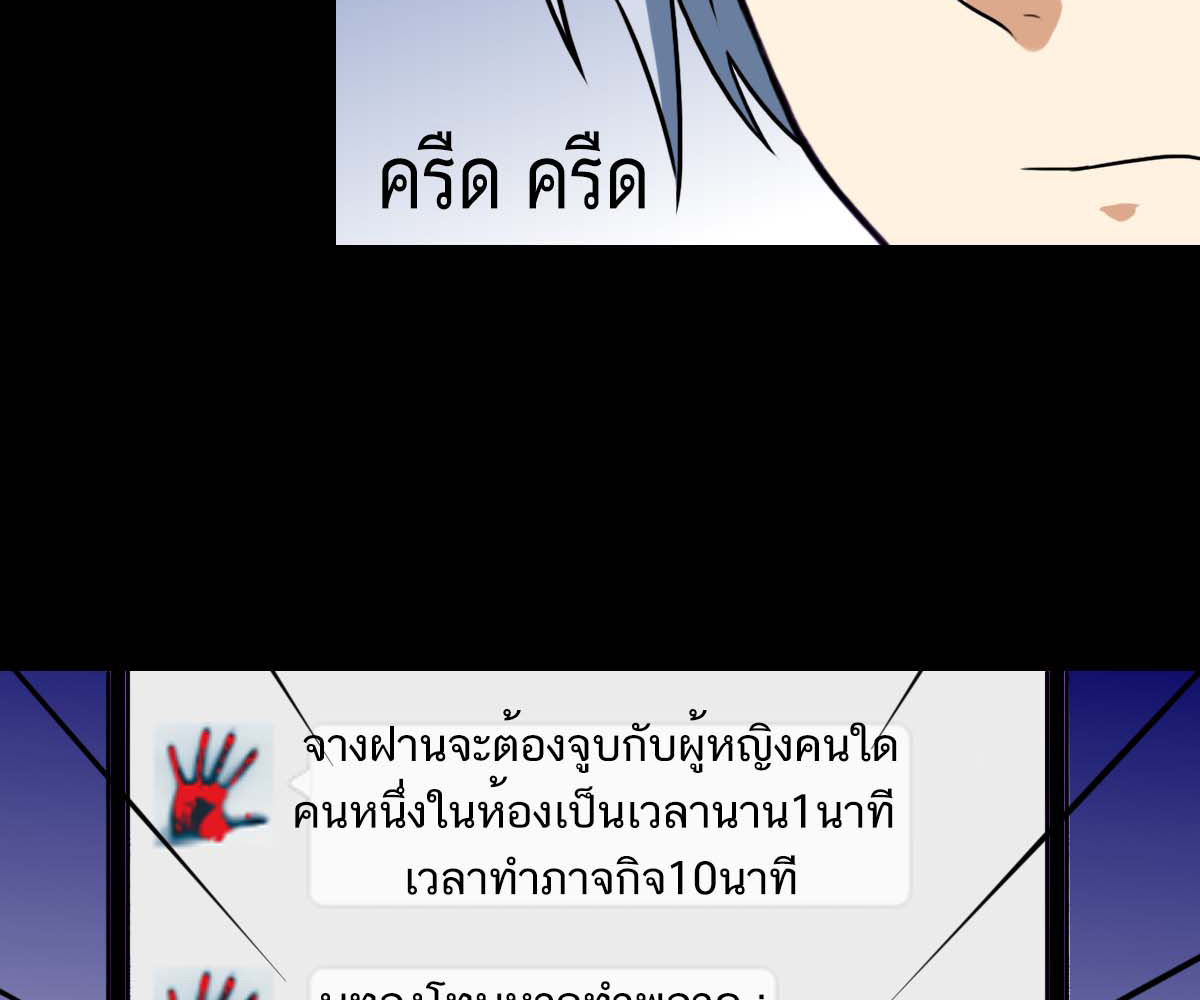 ครืด ครืด
จางฝานจะต้องจูบกับผู้หญิงคนใด
คนหนึ่งในห้องเป็นเวลานาน1นาที
เวลาทำภาจกิจ10นาที